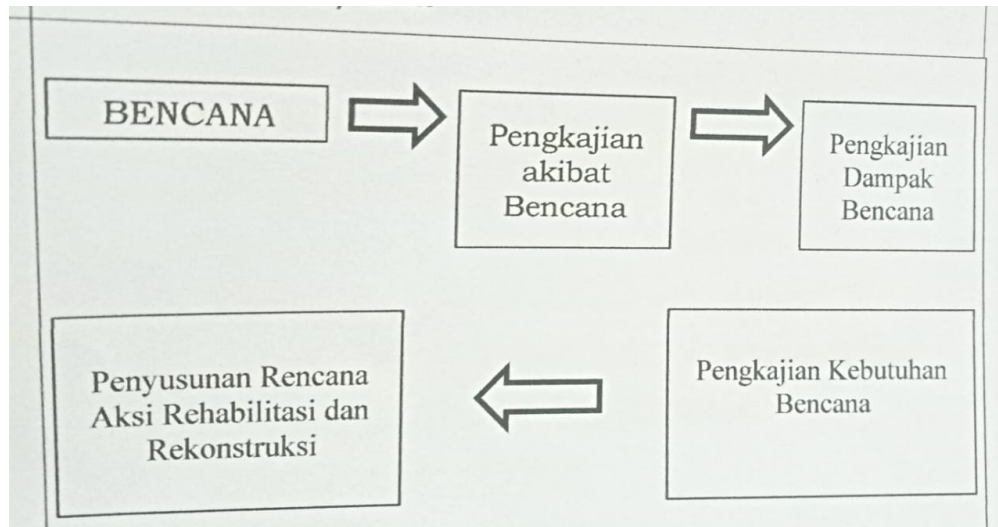 BENCANA
Pengkajian
akibat
Bencana
Pengkajian
Dampak
Bencana
Penyusunan Rencana
Aksi Rehabilitasi dan
Rekonstruksi
Pengkajian Kebutuhan
Bencana